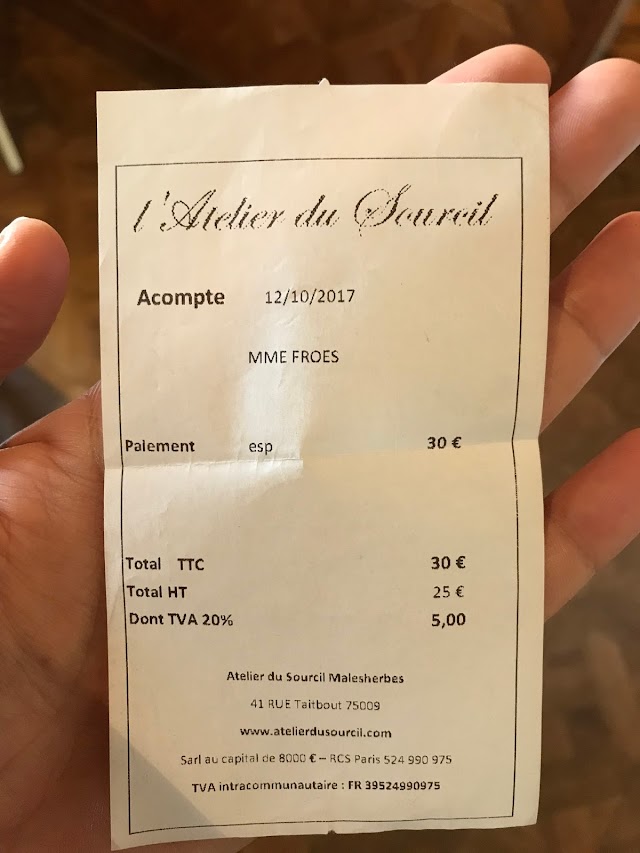 l'Atelier du Sourcil
Acompte 12/10/2017
MME FROES
Paiement esp 30 €
Total TTC 30 €
Total HT 25 €
Dont TVA 20% 5,00
Atelier du Sourcil Malesherbes
41 RUE Taitbout 75009
www.atelierdusourcil.com
Sarl au capital de 8000 € – RCS Paris 524 990 975
TVA intracommunautaire : FR 39524990975